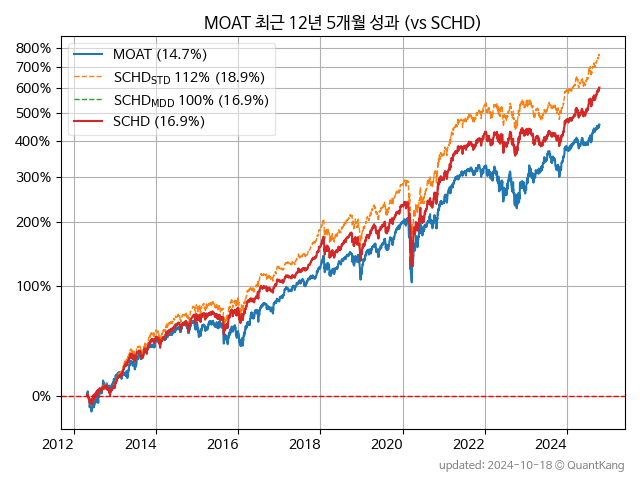 MOAT 최근 12년 5개월 성과 (vs SCHD)
800%
700%
600%
500%
400%
300%
200%
100%
0%
MOAT (14.7%)
SCHD_STD 112% (18.9%)
SCHD_MDD 100% (16.9%)
SCHD (16.9%)
2012 2014 2016 2018 2020 2022 2024
updated: 2024-10-18 © QuantKang